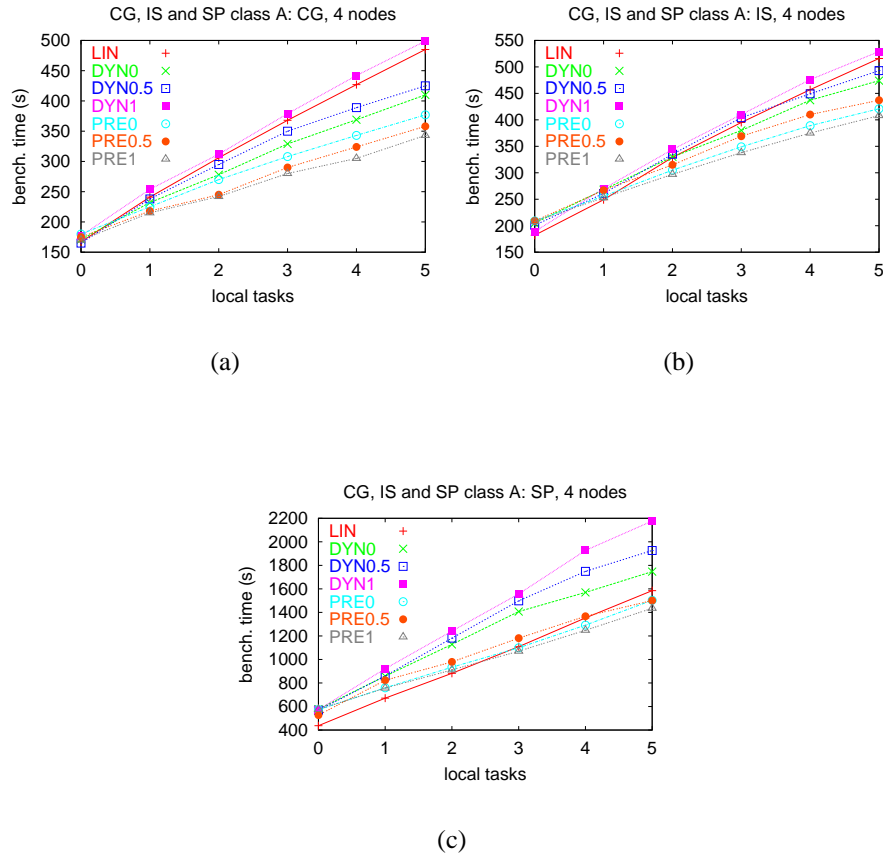 CG, IS and SP class A: CG, 4 nodes
500
450
400
350
300
250
200
150
0 1 2 3 4 5
bench. time (s)
local tasks
LIN
DYN0
DYN0.5
DYN1
PRE0
PRE0.5
PRE1
(a)
CG, IS and SP class A: IS, 4 nodes
550
500
450
400
350
300
250
200
150
0 1 2 3 4 5
bench. time (s)
local tasks
LIN
DYN0
DYN0.5
DYN1
PRE0
PRE0.5
PRE1
(b)
CG, IS and SP class A: SP, 4 nodes
2200
2000
1800
1600
1400
1200
1000
800
600
400
0 1 2 3 4 5
bench. time (s)
local tasks
LIN
DYN0
DYN0.5
DYN1
PRE0
PRE0.5
PRE1
(c)